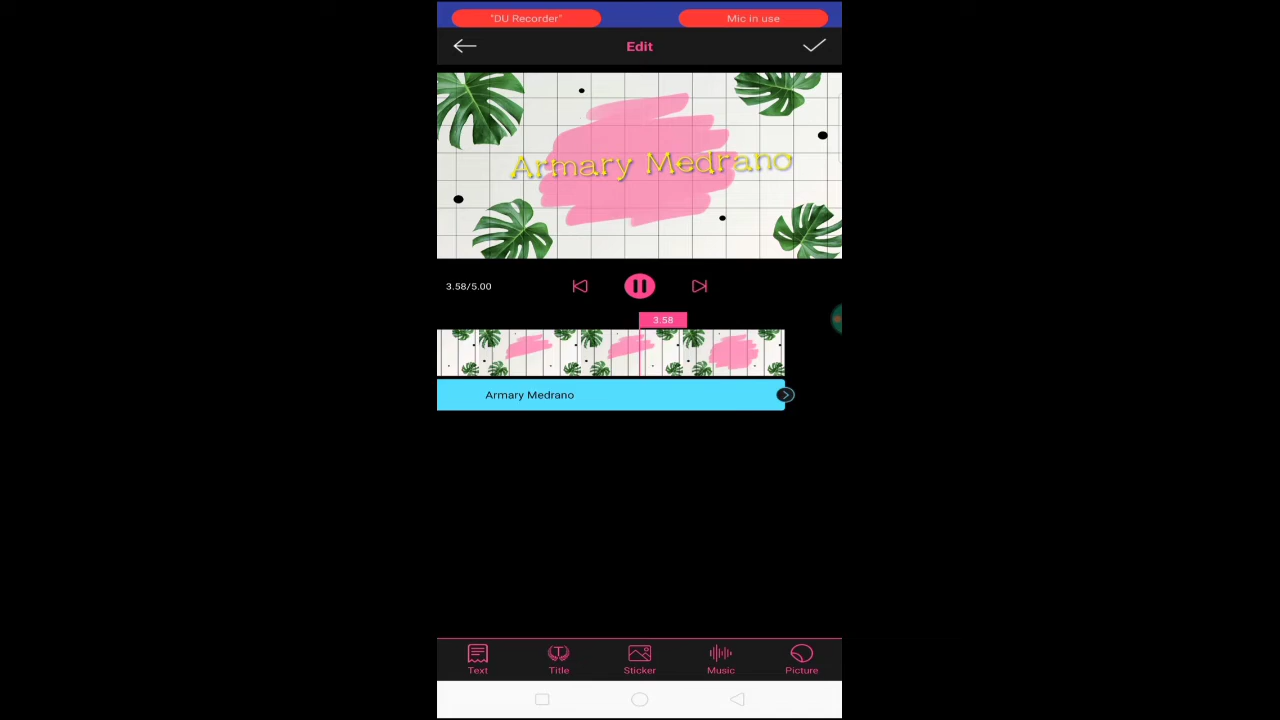 "DU Recorder" Mic in use
Edit
Armary Medrano
3.58/5.00
3:58
Armary Medrano
Text Title Sticker Music Picture